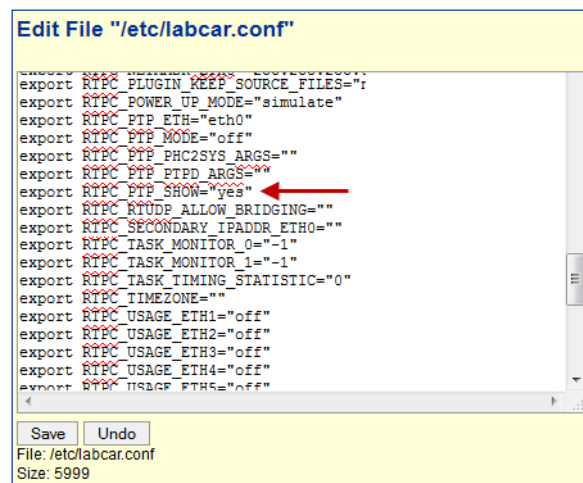 Edit File "/etc/labcar.conf"
export RTPC_PLUGIN_KEEP_SOURCE_FILES="r
export RTPC_POWER_UP_MODE="simulate"
export RTPC_PTP_ETH="eth0"
export RTPC_PTP_MODE="off"
export RTPC_PTP_PHC2SYS_ARGS=""
export RTPC_PTP_PTPD_ARGS=""
export RTPC_PTP_SHOW="yes"
export RTPC_RTUDP_ALLOW_BRIDGING=""
export RTPC_SECONDARY_IPADDR_ETH0=""
export RTPC_TASK_MONITOR_0="-1"
export RTPC_TASK_MONITOR_1="-1"
export RTPC_TASK_TIMING_STATISTIC="0"
export RTPC_TIMEZONE=""
export RTPC_USAGE_ETH1="off"
export RTPC_USAGE_ETH2="off"
export RTPC_USAGE_ETH3="off"
export RTPC_USAGE_ETH4="off"
export RTPC_USAGE_ETH5="off"
Save Undo
File: /etc/labcar.conf
Size: 5999